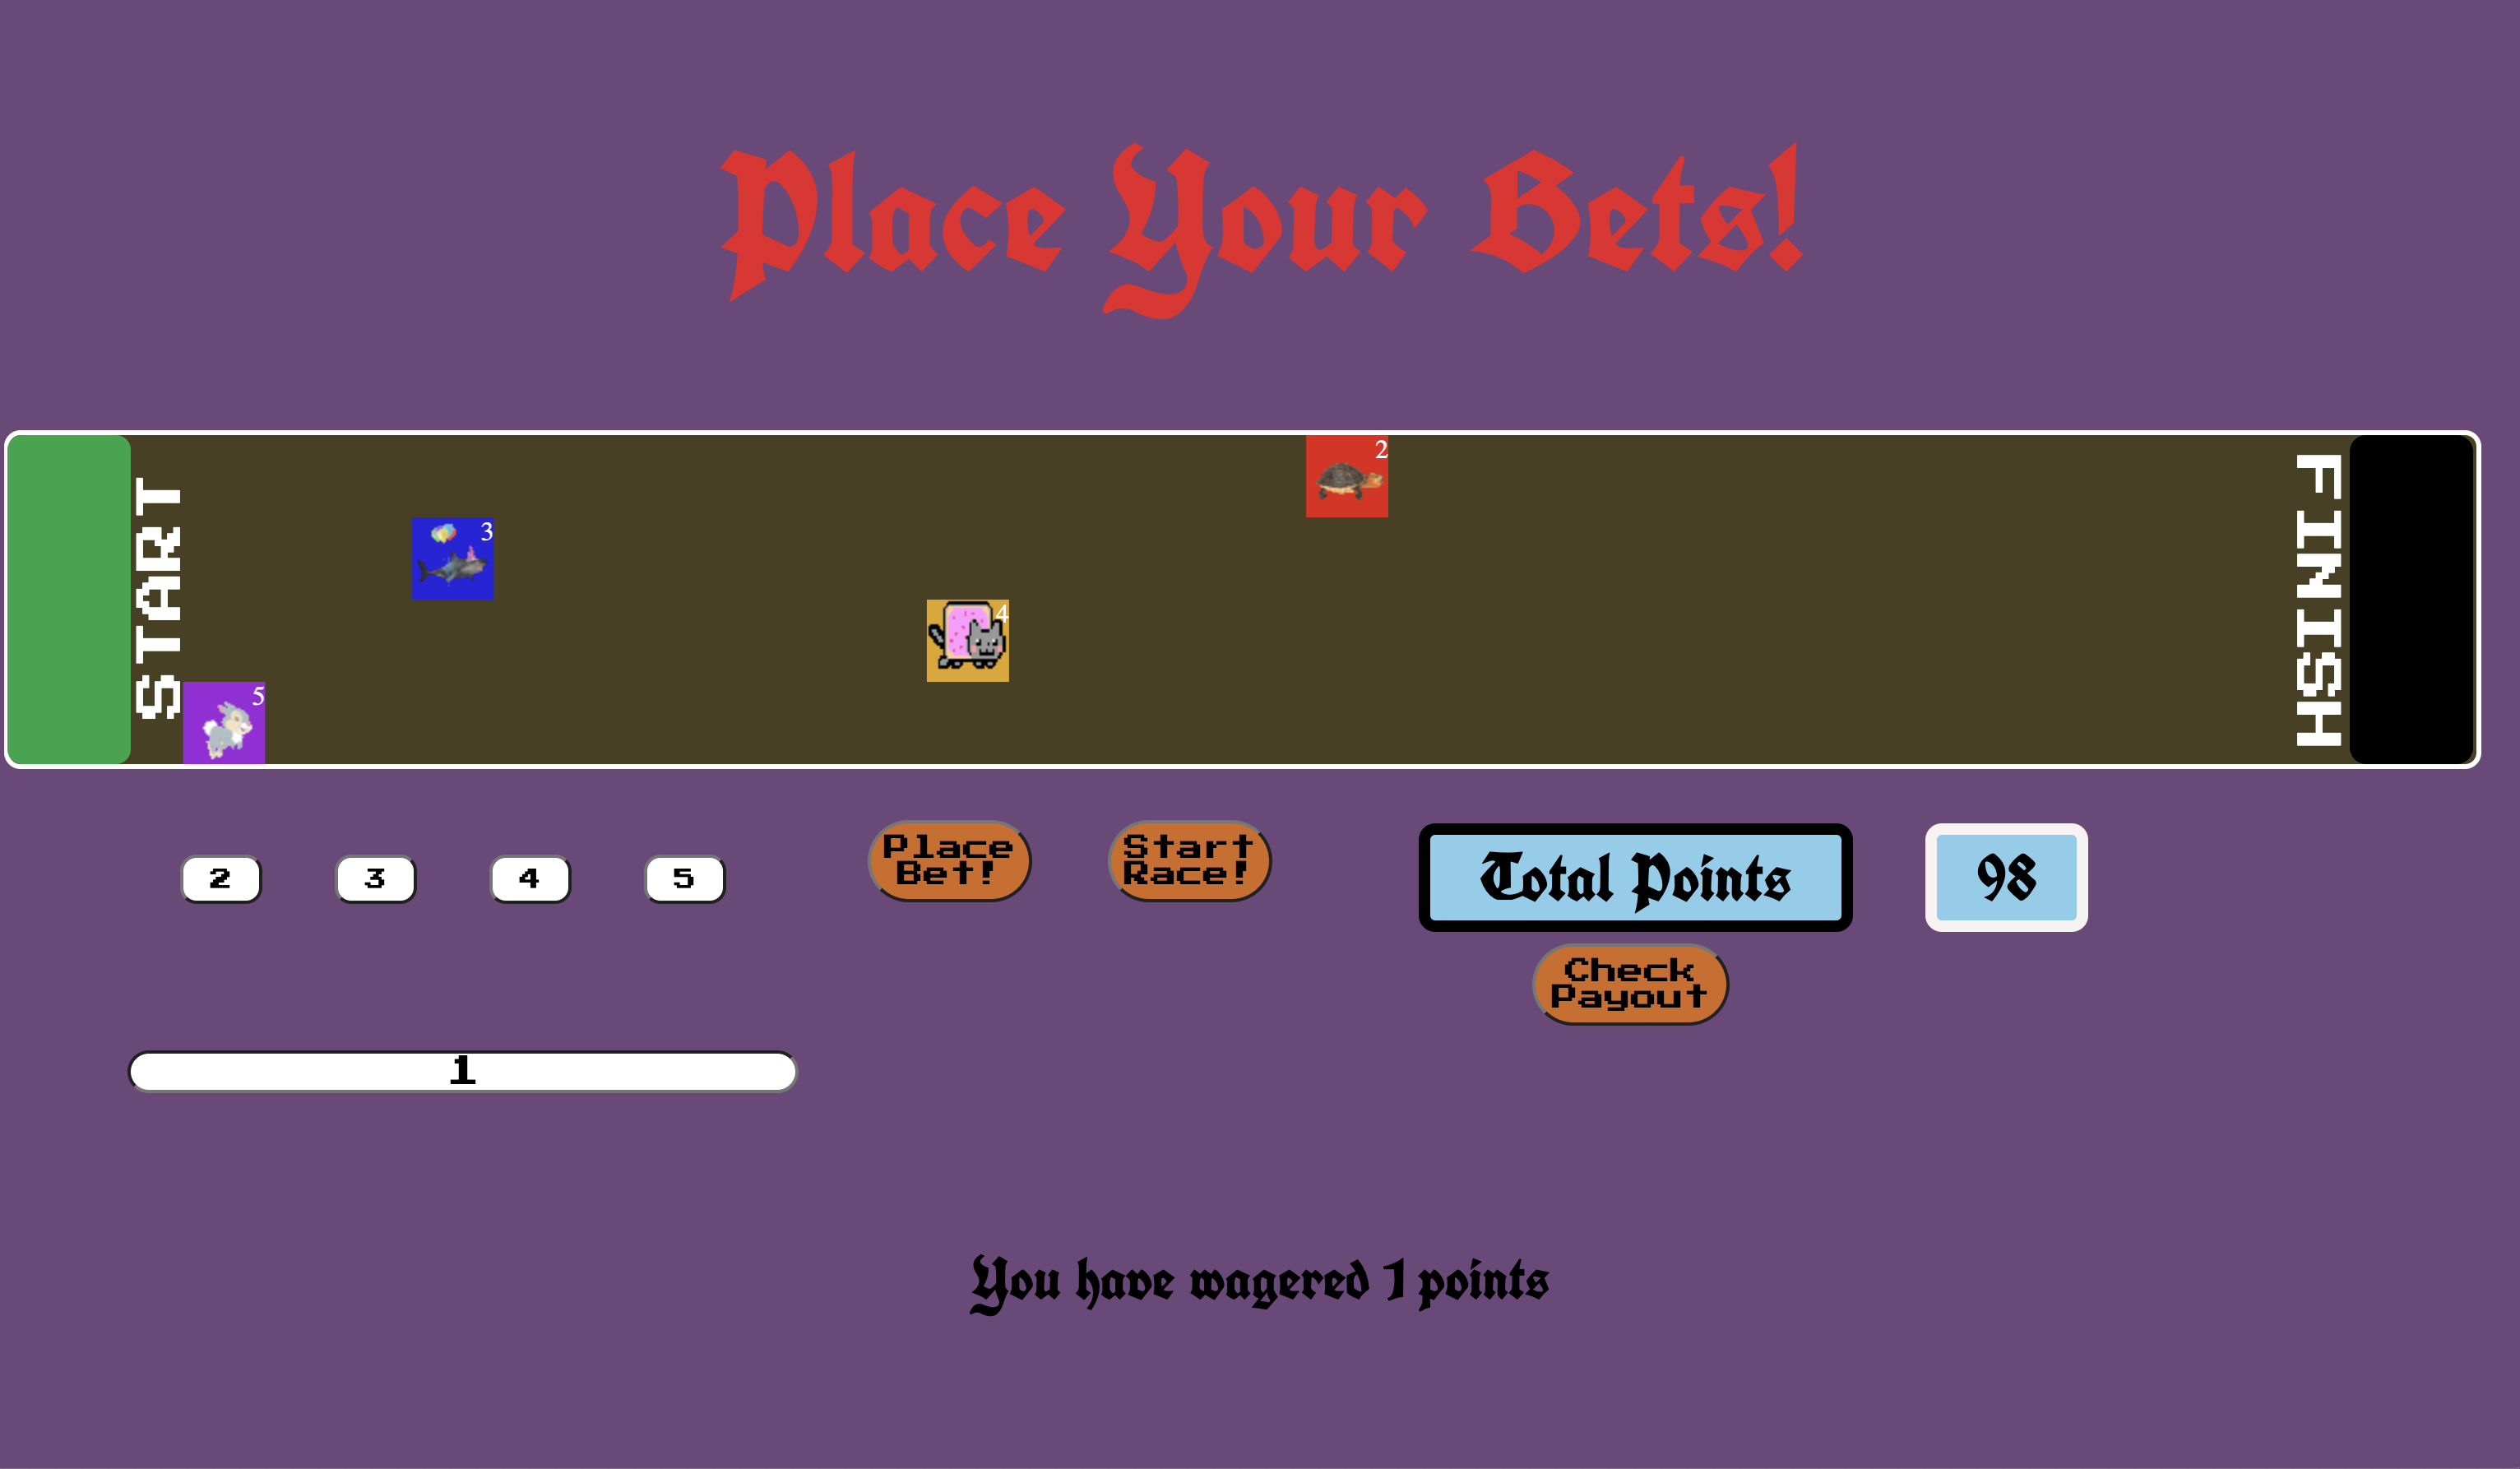 Place Your Bets!
START
2
3
4
5
FINISH
2
3
4
5
Place
Bet!
Start
Race!
Total Points
98
Check
Payout
1
You have wagered 1 points